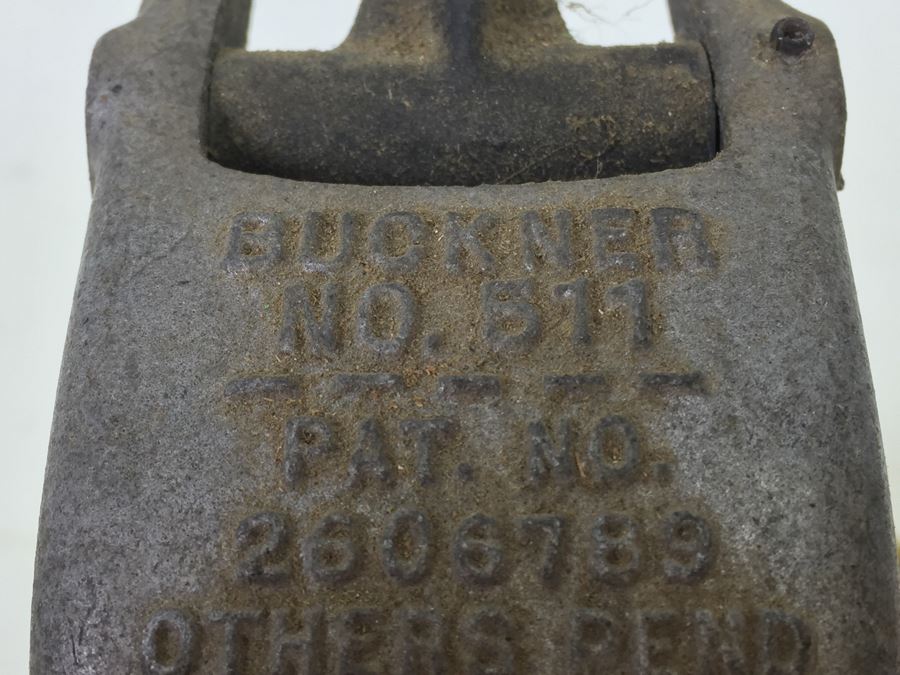 BUCKNER
NO. 511
PAT. NO.
2606789
OTHERS PEND